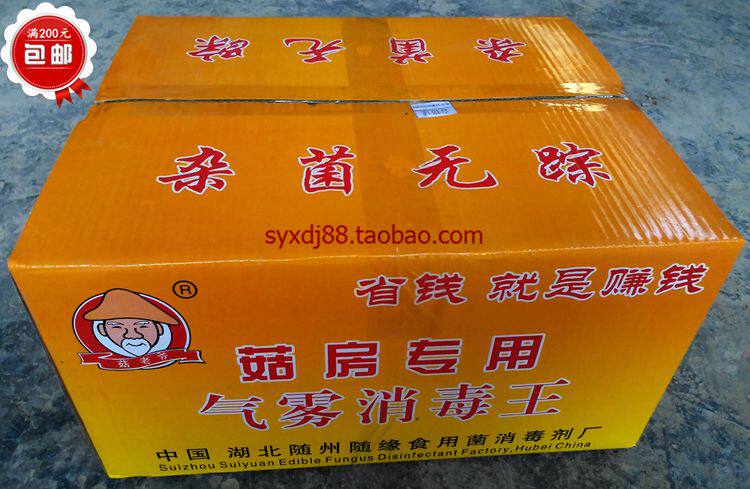 满200元
包邮
杂菌无踪
杂菌无踪
syxdj88.taobao.com
省钱 就是赚钱
®
菇老爷
菇房专用
气雾消毒王
中国 湖北随州随缘食用菌消毒剂厂
Suizhou Suiyuan Edible Fungus Disinfectant Factory, Hubei China